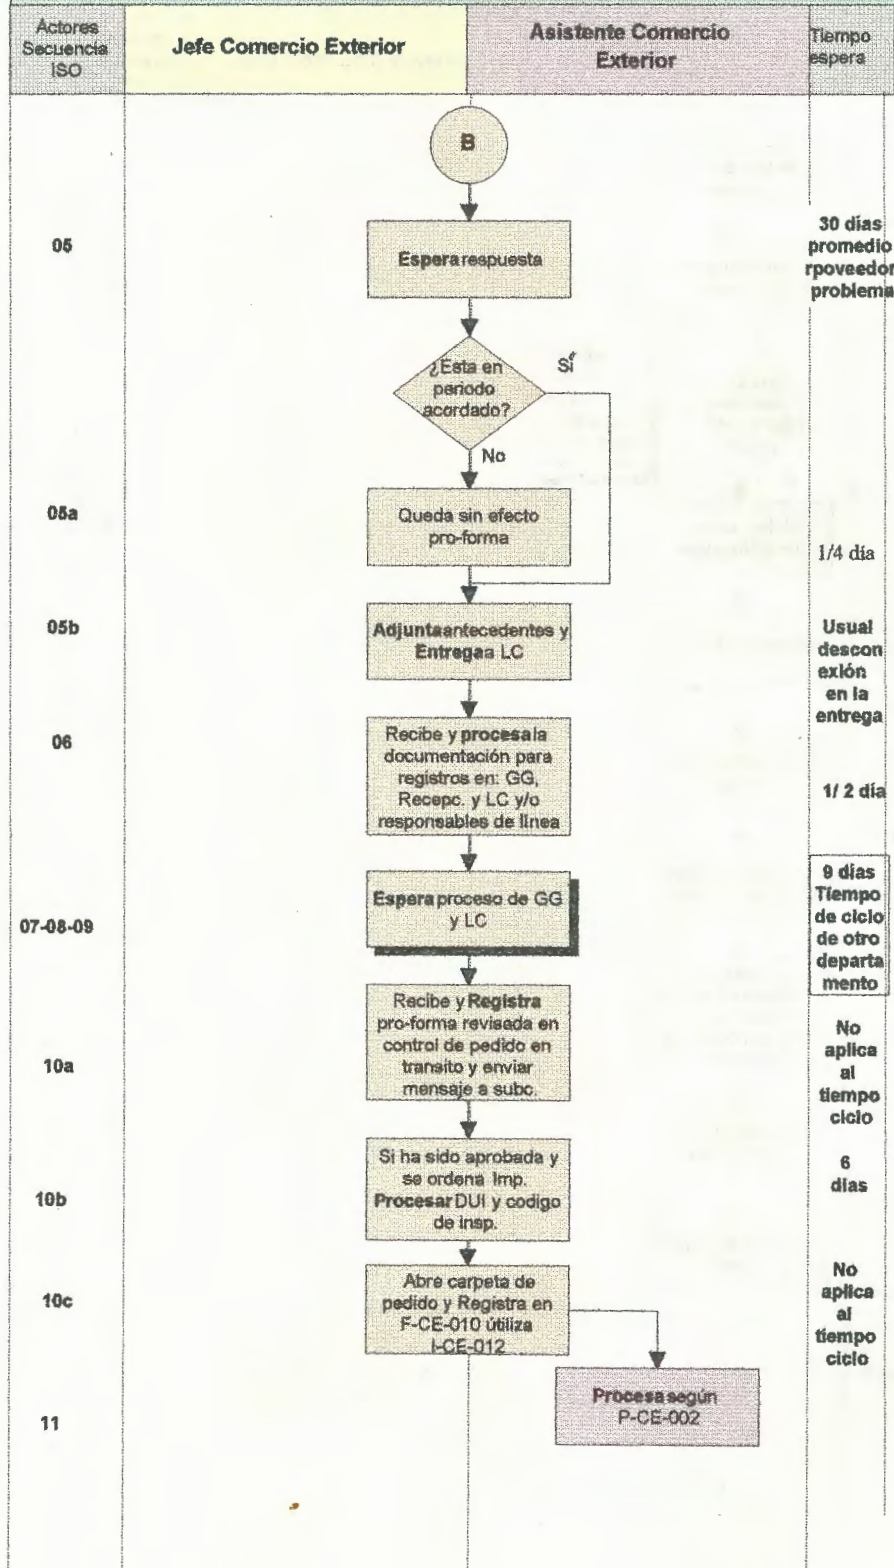 Actores
Secuencia
ISO
Jefe Comercio Exterior
Asistente Comercio
Exterior
Tiempo
espera
B
05
Espera respuesta
30 días
promedio
rpoveedor
problema
¿Esta en
periodo
acordado?
Sí
No
05a
Queda sin efecto
pro-forma
1/4 día
05b
Adjunta antecedentes y
Entrega a LC
Usual
descon
exión
en la
entrega
06
Recibe y procesa la
documentación para
registros en: GG,
Recepc. y LC y/o
responsables de línea
1/ 2 día
07-08-09
Espera proceso de GG
y LC
9 días
Tiempo
de ciclo
de otro
departa
mento
10a
Recibe y Registra
pro-forma revisada en
control de pedido en
transito y enviar
mensaje a subc.
No
aplica
al
tiempo
ciclo
10b
Si ha sido aprobada y
se ordena Imp.
Procesar DUI y codigo
de insp.
6
días
10c
Abre carpeta de
pedido y Registra en
F-CE-010 útiliza
I-CE-012
No
aplica
al
tiempo
ciclo
11
Procesa según
P-CE-002